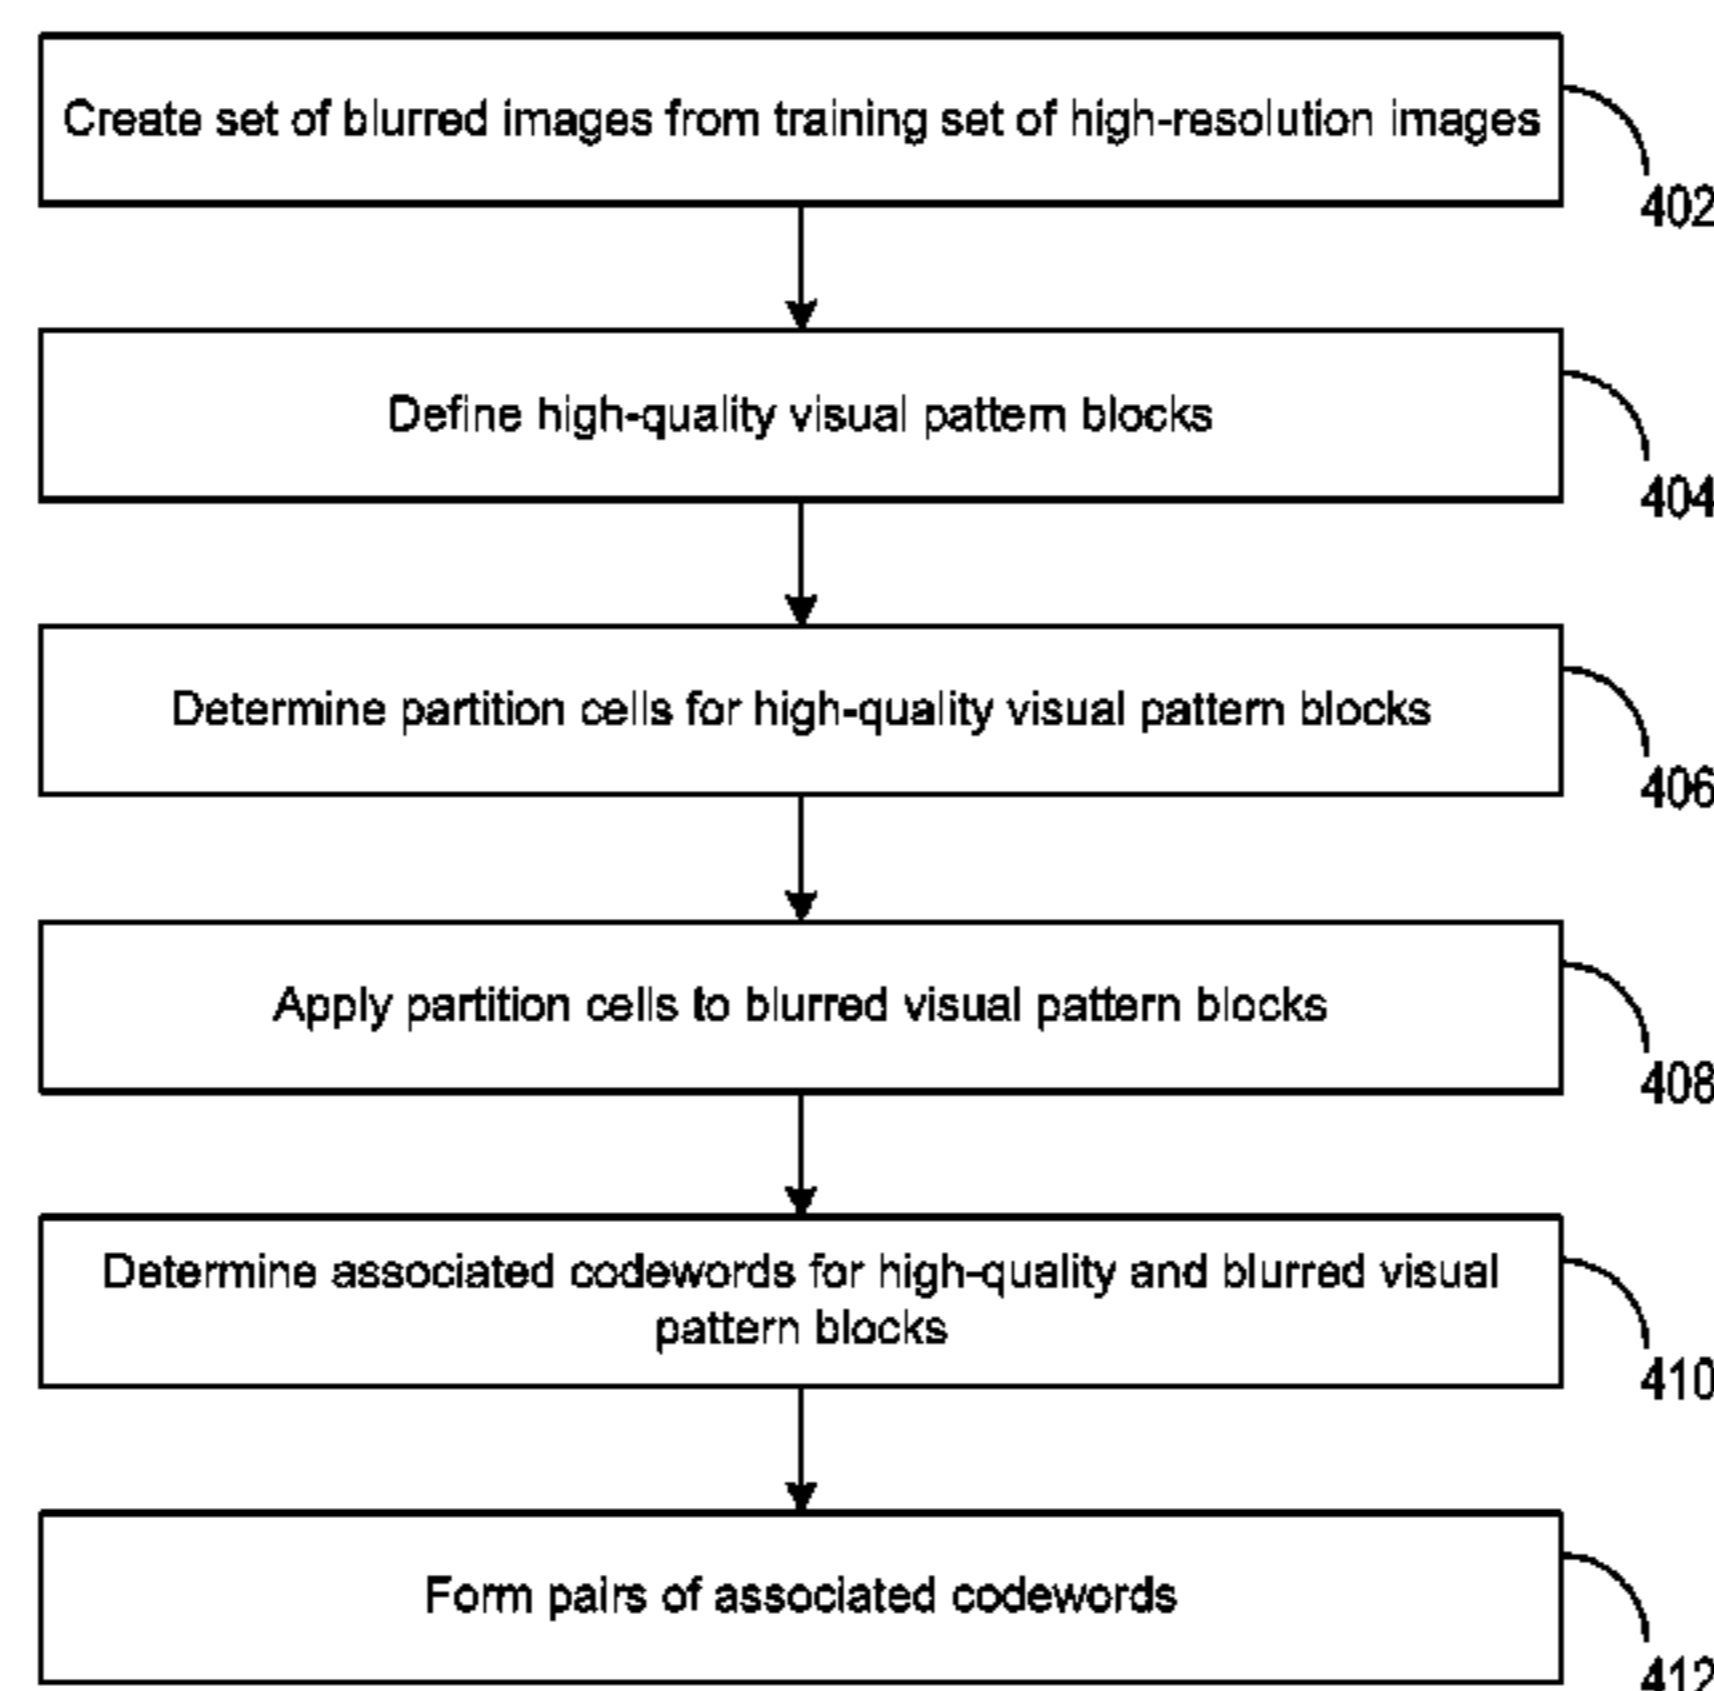 Create set of blurred images from training set of high-resolution images
402
Define high-quality visual pattern blocks
404
Determine partition cells for high-quality visual pattern blocks
406
Apply partition cells to blurred visual pattern blocks
408
Determine associated codewords for high-quality and blurred visual
pattern blocks
410
Form pairs of associated codewords
412